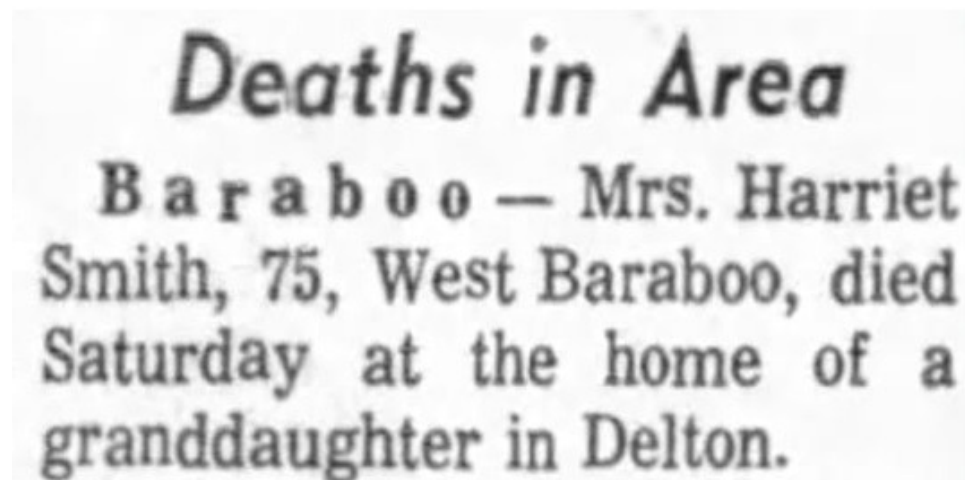 Deaths in Area
Baraboo — Mrs. Harriet
Smith, 75, West Baraboo, died
Saturday at the home of a
granddaughter in Delton.